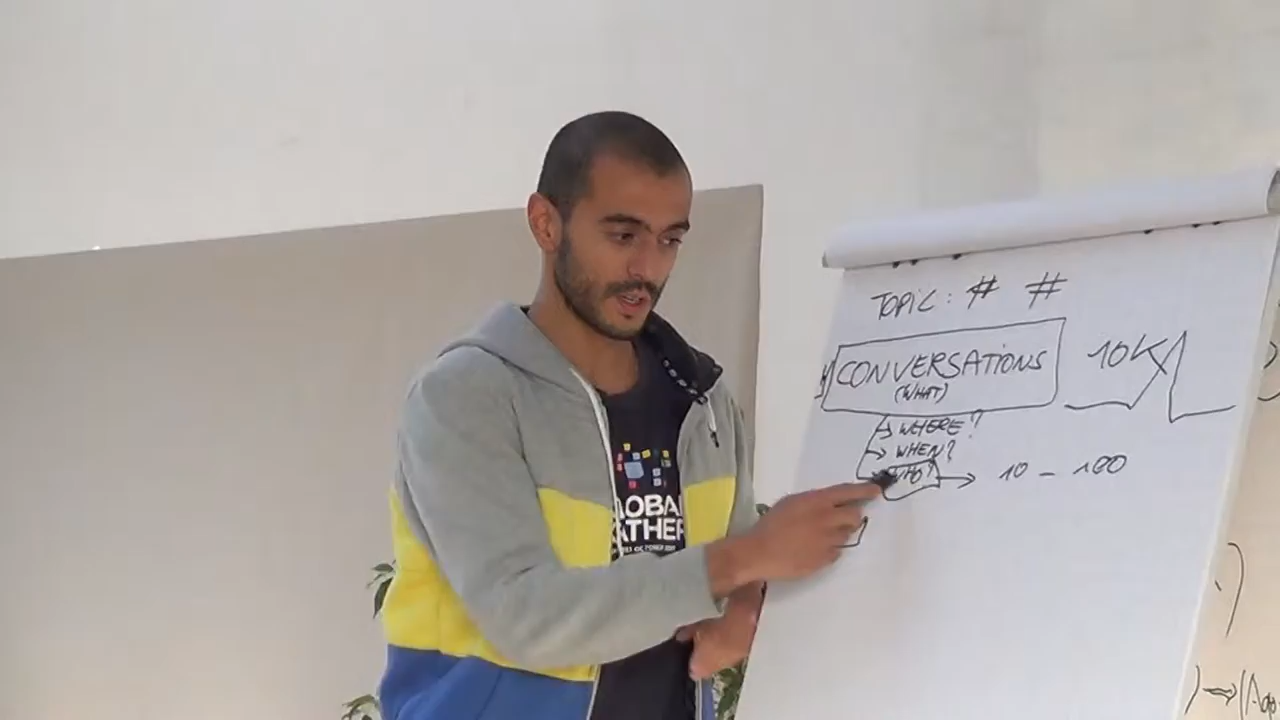 TOPIC: # #
CONVERSATIONS 10K
(WHAT)
→ WHERE?
→ WHEN?
WHO? → 10 - 100